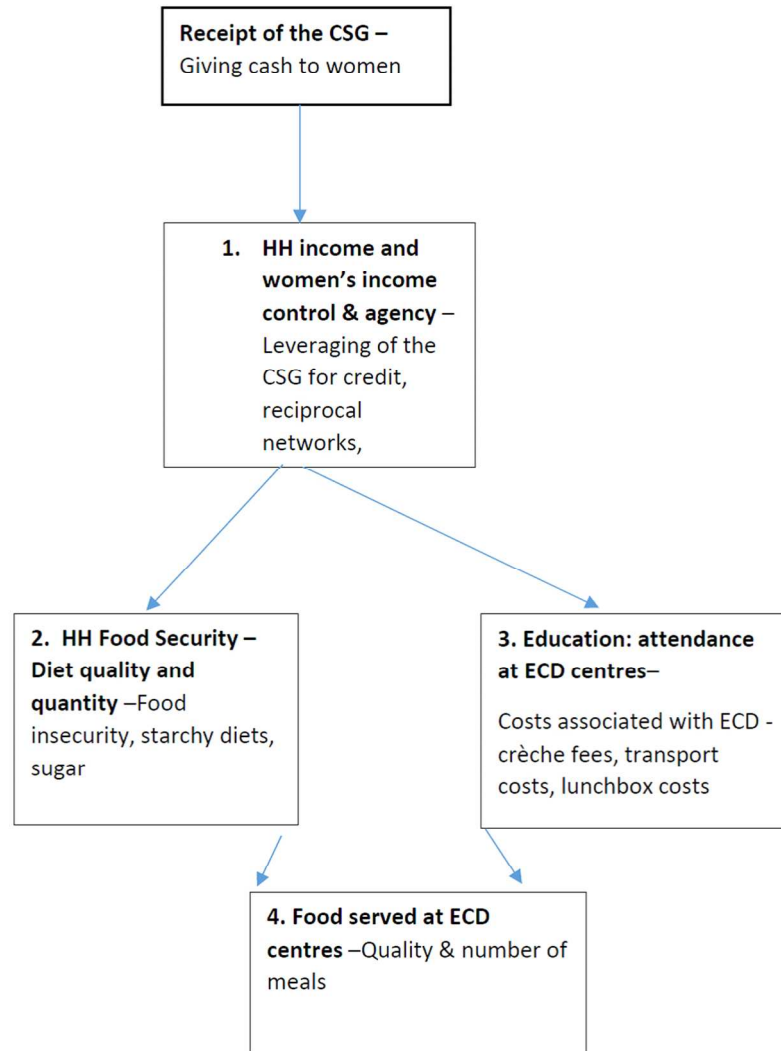 Receipt of the CSG –
Giving cash to women
1. HH income and
women’s income
control & agency –
Leveraging of the
CSG for credit,
reciprocal
networks,
2. HH Food Security –
Diet quality and
quantity –Food
insecurity, starchy diets,
sugar
3. Education: attendance
at ECD centres–
Costs associated with ECD -
crèche fees, transport
costs, lunchbox costs
4. Food served at ECD
centres –Quality & number of
meals